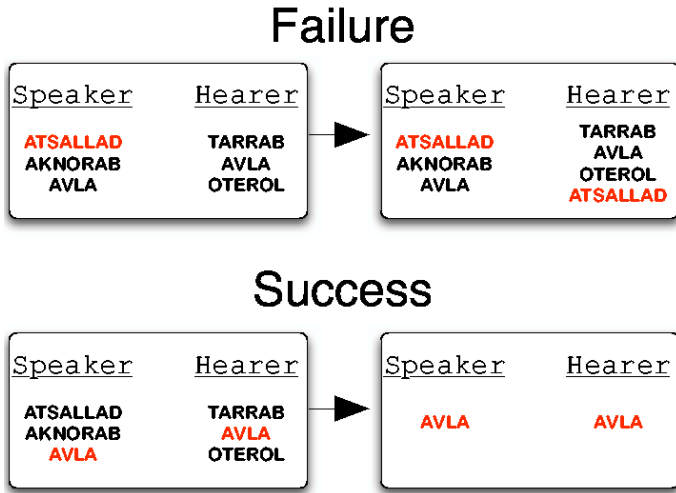 Failure
Speaker Hearer
ATSALLAD TARRAB
AKNORAB AVLA
AVLA OTEROL
Speaker Hearer
ATSALLAD TARRAB
AKNORAB AVLA
AVLA OTEROL
ATSALLAD
Success
Speaker Hearer
ATSALLAD TARRAB
AKNORAB AVLA
AVLA OTEROL
Speaker Hearer
AVLA AVLA